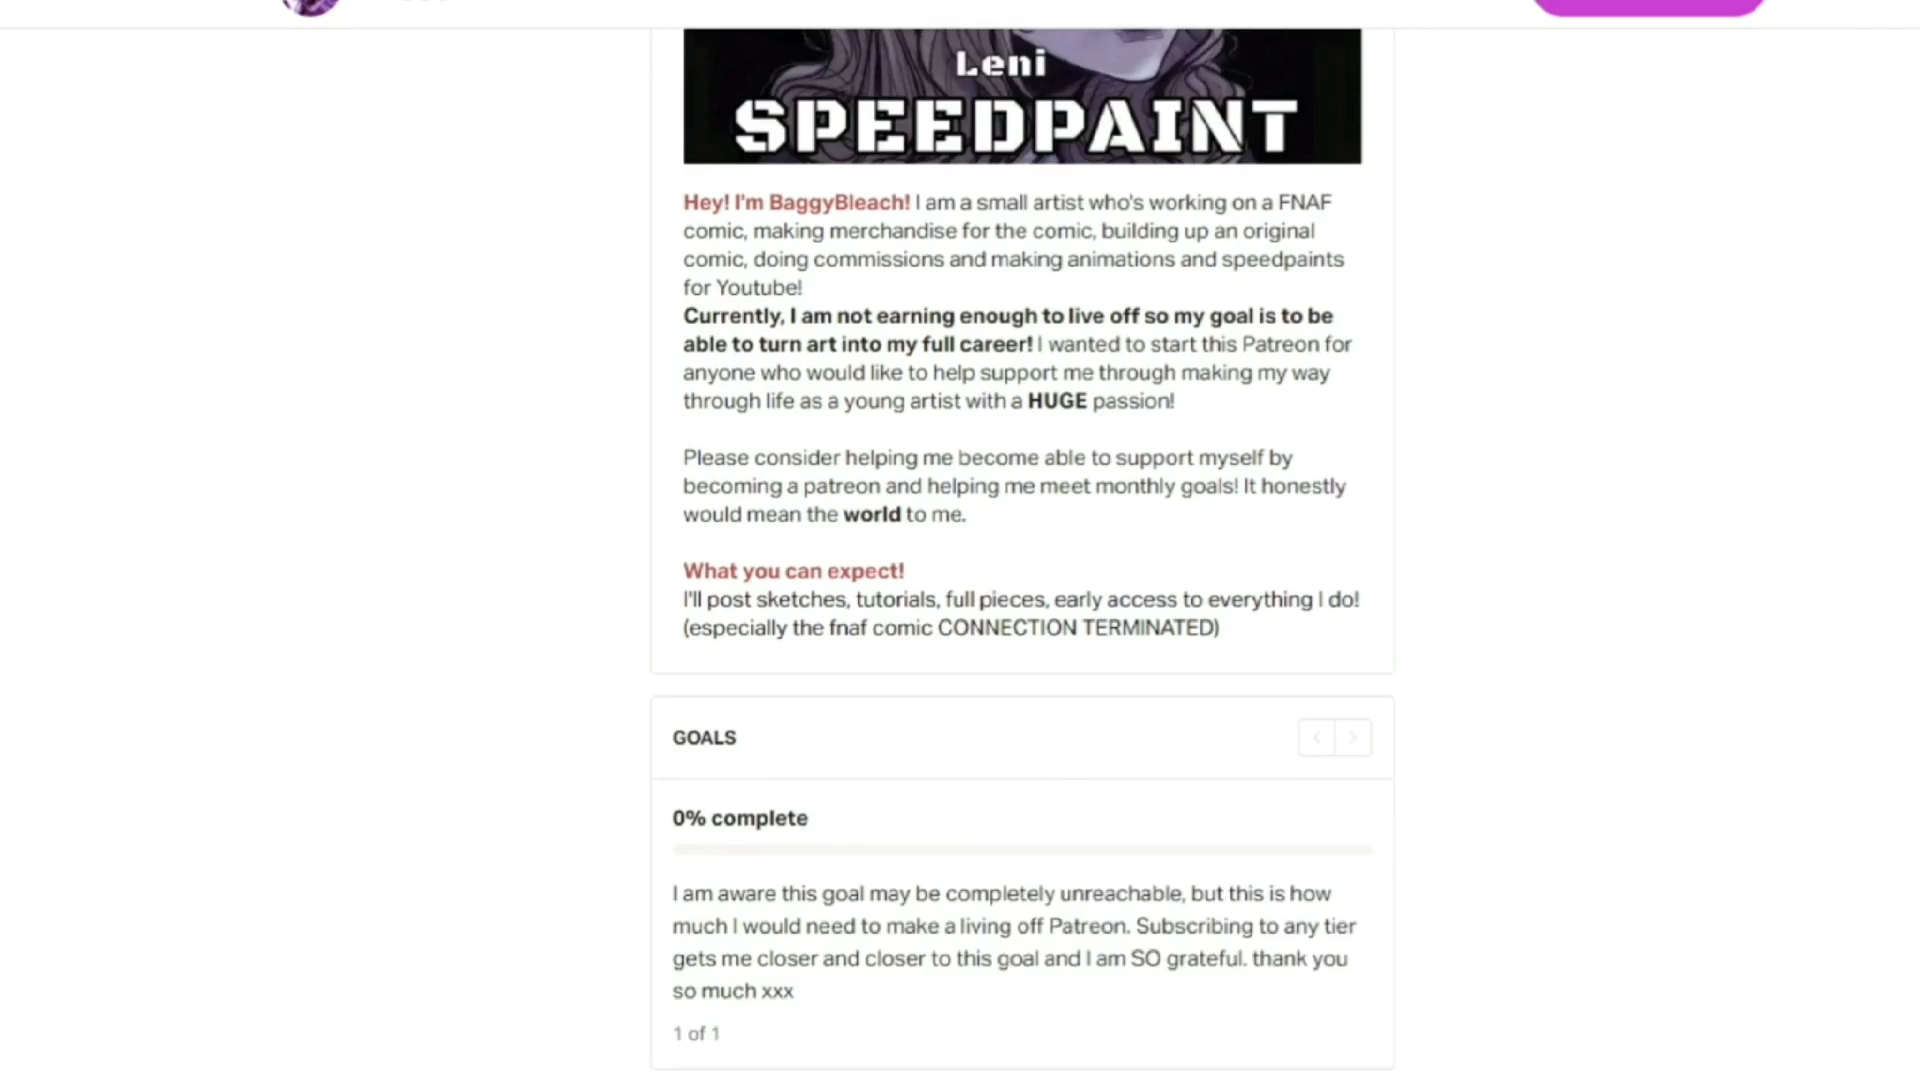 Leni
SPEEDPAINT
Hey! I'm BaggyBleach! I am a small artist who's working on a FNAF
comic, making merchandise for the comic, building up an original
comic, doing commissions and making animations and speedpaints
for Youtube!
Currently, I am not earning enough to live off so my goal is to be
able to turn art into my full career! I wanted to start this Patreon for
anyone who would like to help support me through making my way
through life as a young artist with a HUGE passion!
Please consider helping me become able to support myself by
becoming a patreon and helping me meet monthly goals! It honestly
would mean the world to me.
What you can expect!
I'll post sketches, tutorials, full pieces, early access to everything I do!
(especially the fnaf comic CONNECTION TERMINATED)
GOALS
0% complete
I am aware this goal may be completely unreachable, but this is how
much I would need to make a living off Patreon. Subscribing to any tier
gets me closer and closer to this goal and I am SO grateful. thank you
so much xxx
1 of 1